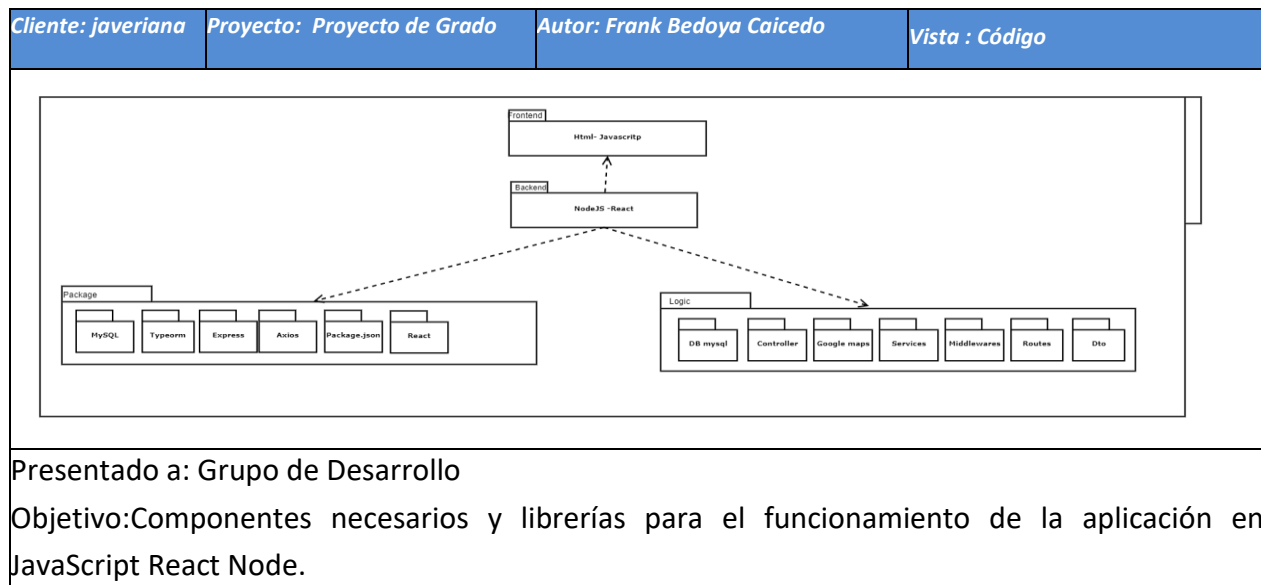 Cliente: javeriana Proyecto: Proyecto de Grado Autor: Frank Bedoya Caicedo Vista : Código
Frontend
Html- Javascritp
Backend
NodeJS -React
Package
MySQL Typeorm Express Axios Package.json React
Logic
DB mysql Controller Google maps Services Middlewares Routes Dto
Presentado a: Grupo de Desarrollo
Objetivo:Componentes necesarios y librerías para el funcionamiento de la aplicación en
JavaScript React Node.